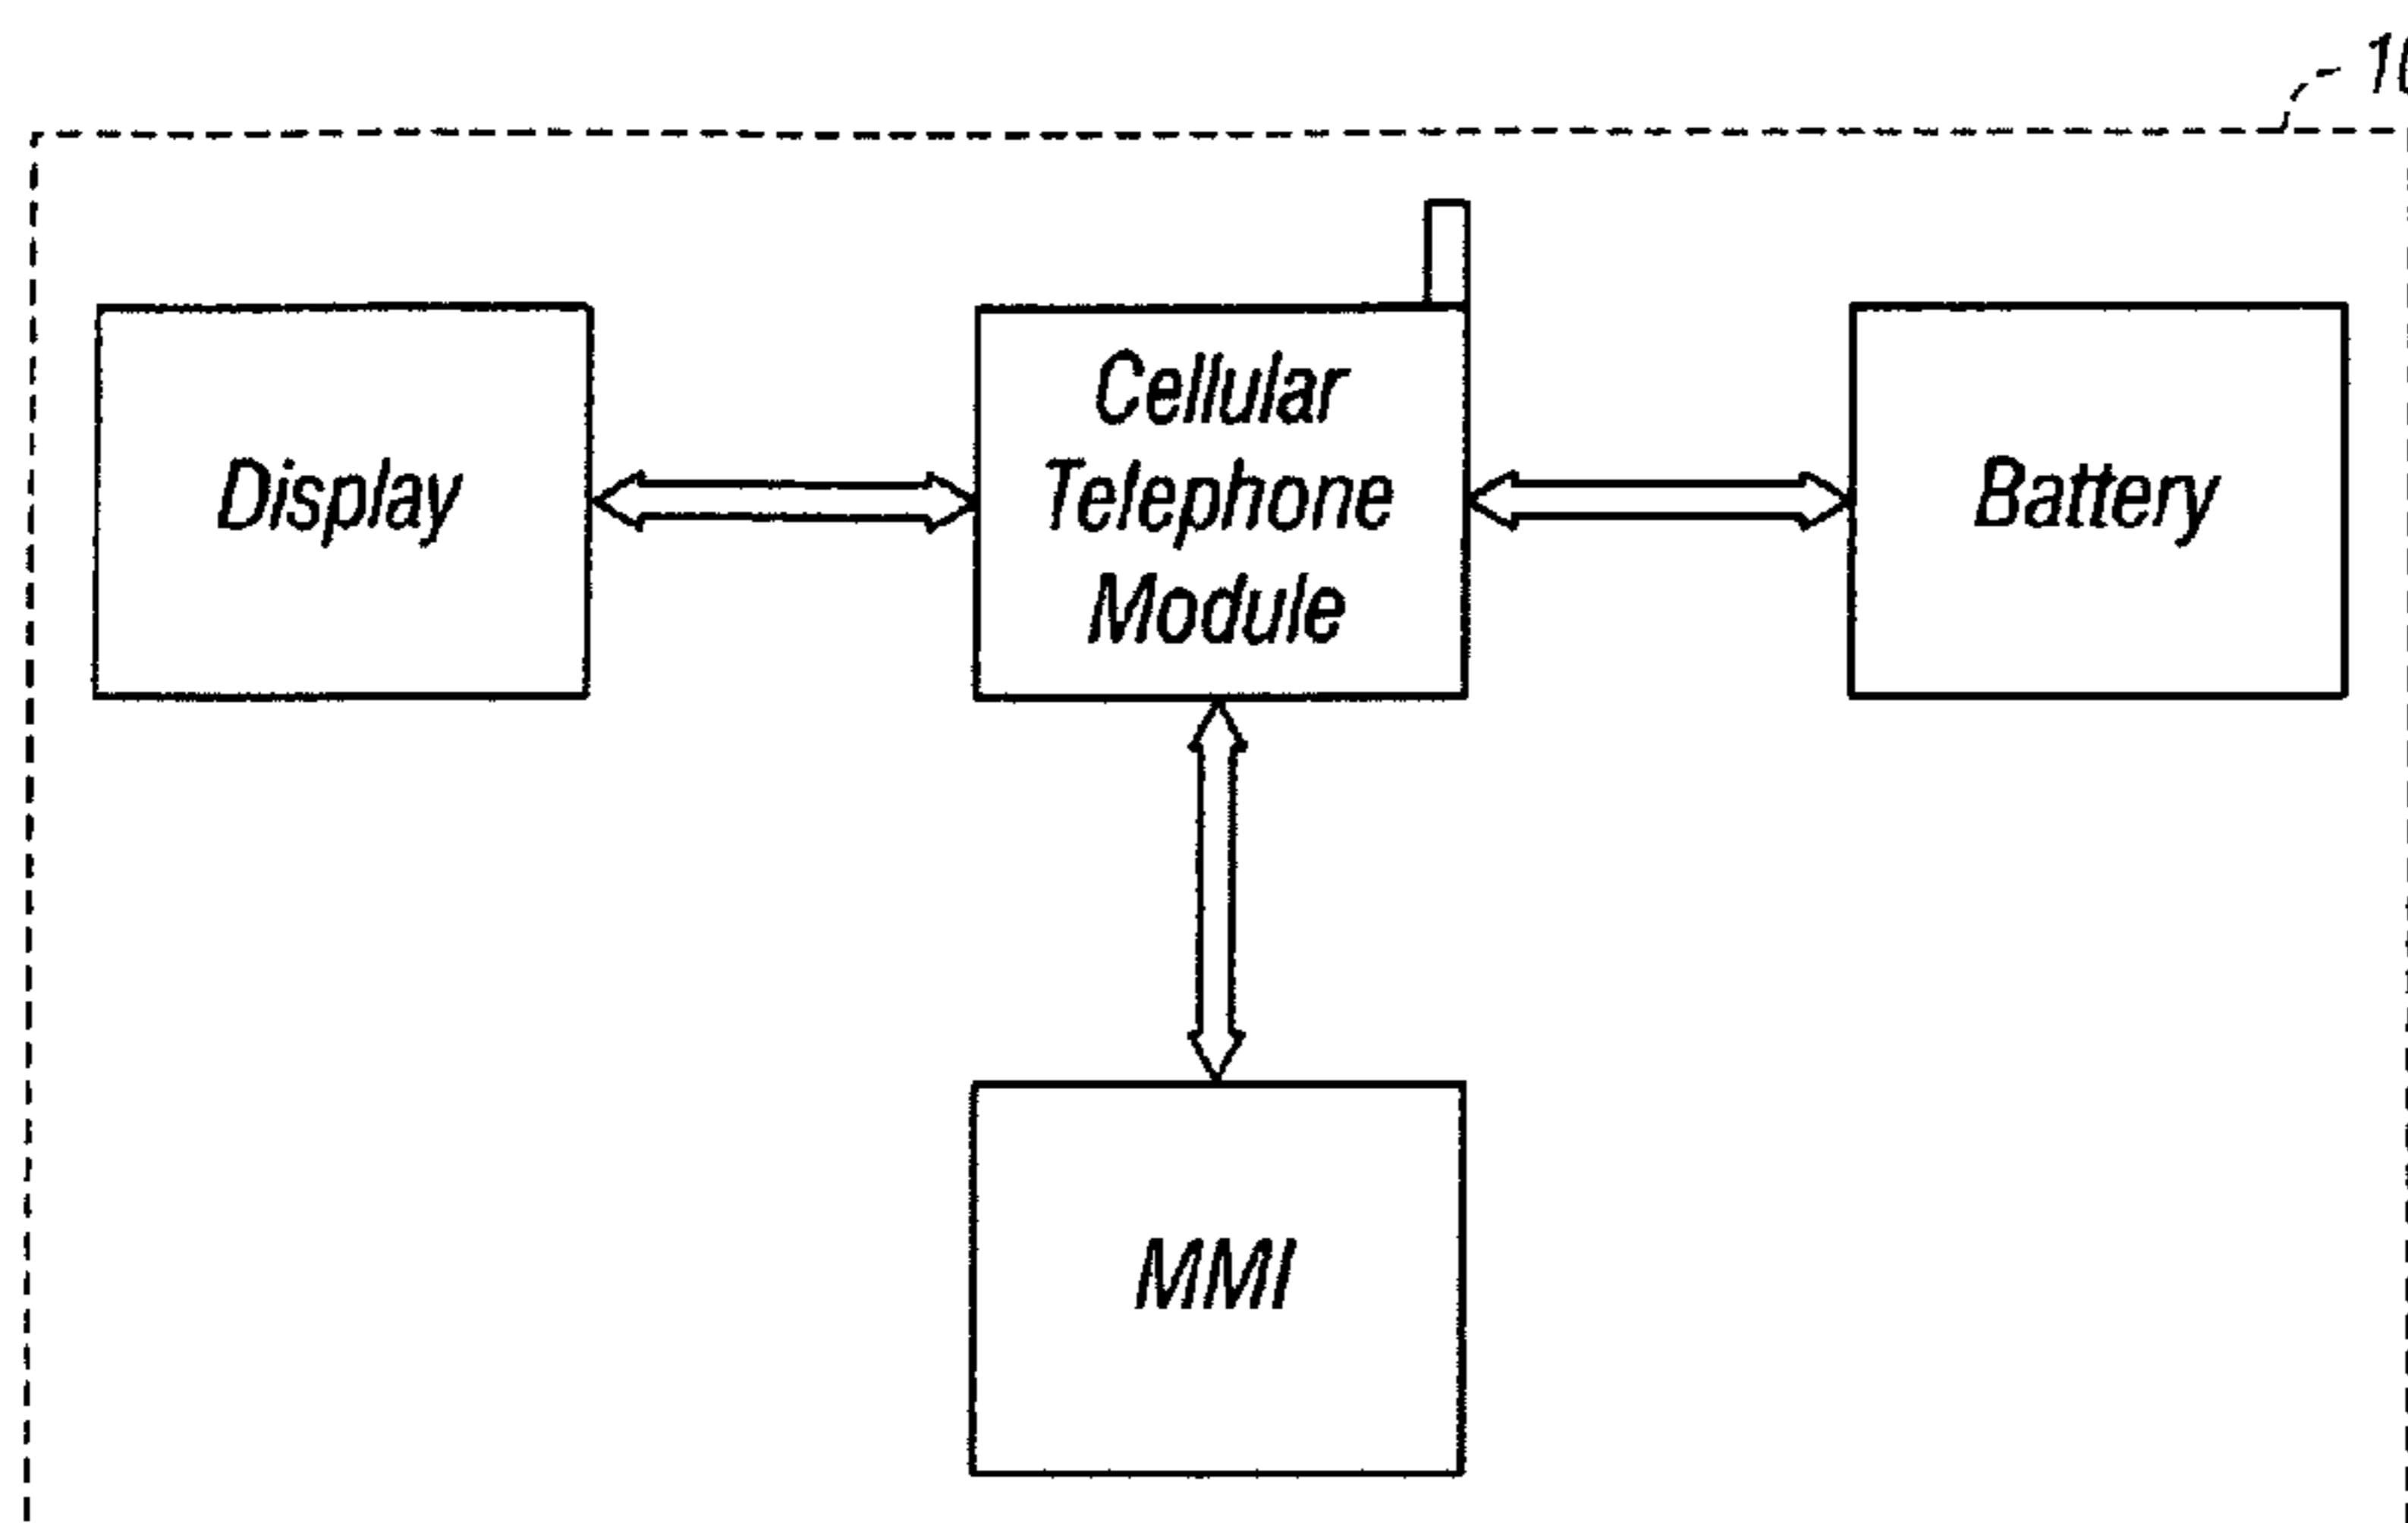 Display
Cellular
Telephone
Module
Battery
MMI